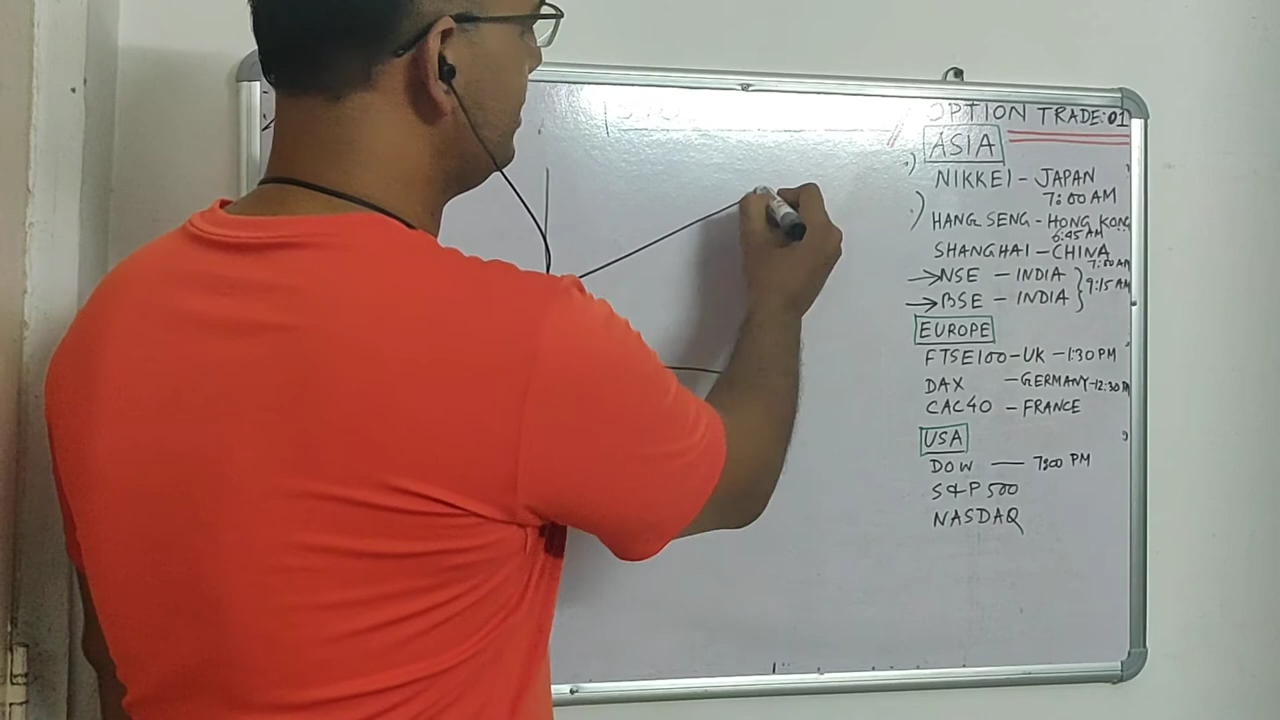 OPTION TRADE:01
ASIA
NIKKEI - JAPAN
7:00 AM
HANG SENG - HONG KONG
6:45 AM
SHANGHAI - CHINA
7:00 AM
→ NSE - INDIA
9:15 AM
→ BSE - INDIA
EUROPE
FTSE100 - UK - 1:30 PM
DAX - GERMANY - 12:30 PM
CAC40 - FRANCE
USA
DOW — 7:00 PM
S&P 500
NASDAQ